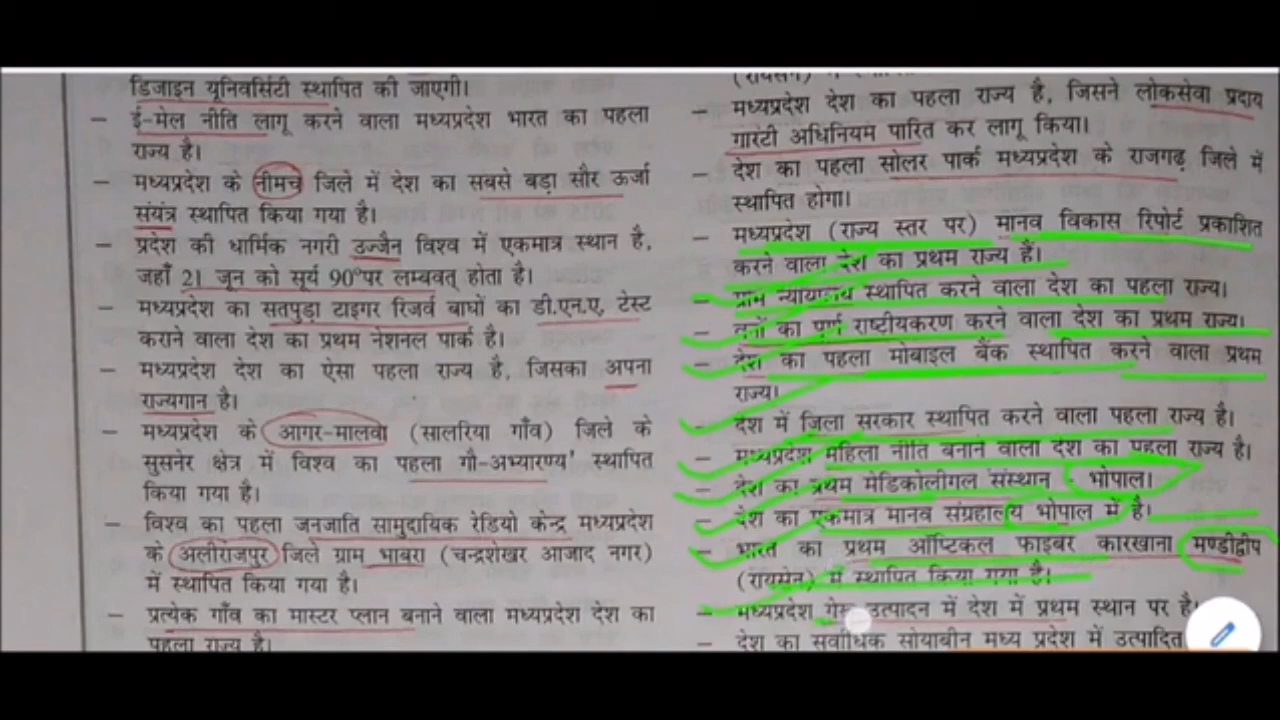 डिजाइन यूनिवर्सिटी स्थापित की जाएगी।
– ई-मेल नीति लागू करने वाला मध्यप्रदेश भारत का पहला
राज्य है।
– मध्यप्रदेश के नीमच जिले में देश का सबसे बड़ा सौर ऊर्जा
संयंत्र स्थापित किया गया है।
– प्रदेश की धार्मिक नगरी उज्जैन विश्व में एकमात्र स्थान है,
जहाँ 21 जून को सूर्य 90° पर लम्बवत् होता है।
– मध्यप्रदेश का सतपुड़ा टाइगर रिजर्व बाघों का डी.एन.ए. टेस्ट
कराने वाला देश का प्रथम नेशनल पार्क है।
– मध्यप्रदेश देश का ऐसा पहला राज्य है, जिसका अपना
राज्यगान है।
– मध्यप्रदेश के आगर-मालवा (सालरिया गाँव) जिले के
सुसनेर क्षेत्र में विश्व का पहला गौ-अभ्यारण्य' स्थापित
किया गया है।
– विश्व का पहला जनजाति सामुदायिक रेडियो केन्द्र मध्यप्रदेश
के अलीराजपुर जिले ग्राम भाबरा (चन्द्रशेखर आजाद नगर)
में स्थापित किया गया है।
– प्रत्येक गाँव का मास्टर प्लान बनाने वाला मध्यप्रदेश देश का
पहला राज्य है।
(रायसेन)
– मध्यप्रदेश देश का पहला राज्य है, जिसने लोकसेवा प्रदाय
गारंटी अधिनियम पारित कर लागू किया।
– देश का पहला सोलर पार्क मध्यप्रदेश के राजगढ़ जिले में
स्थापित होगा।
– मध्यप्रदेश (राज्य स्तर पर) मानव विकास रिपोर्ट प्रकाशित
करने वाला देश का प्रथम राज्य हैं।
– ग्राम न्यायालय स्थापित करने वाला देश का पहला राज्य।
– वनों का पूर्ण राष्टीयकरण करने वाला देश का प्रथम राज्य।
– देश का पहला मोबाइल बैंक स्थापित करने वाला प्रथम
राज्य।
– देश में जिला सरकार स्थापित करने वाला पहला राज्य है।
– मध्यप्रदेश महिला नीति बनाने वाला देश का पहला राज्य है।
– देश का प्रथम मेडिकोलीगल संस्थान - भोपाल।
– देश का एकमात्र मानव संग्रहालय भोपाल में है।
– भारत का प्रथम ऑप्टिकल फाइबर कारखाना मण्डीद्वीप
(रायसेन) में स्थापित किया गया है।
– मध्यप्रदेश उत्पादन में देश में प्रथम स्थान पर है।
– देश का सर्वाधिक सोयाबीन मध्य प्रदेश में उत्पादित